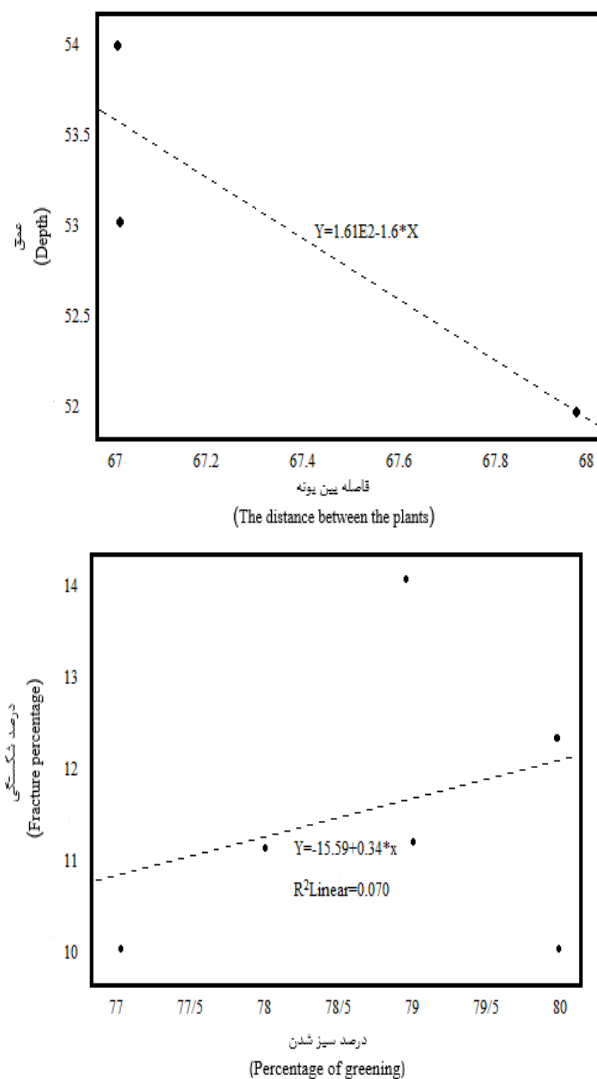 54
53.5
53
52.5
52
عمق
(Depth)
Y=1.61E2-1.6*X
67 67.2 67.4 67.6 67.8 68
فاصله بین بونه
(The distance between the plants)
14
13
12
11
10
درصد شکستگی
(Fracture percentage)
Y=-15.59+0.34*x
R²Linear=0.070
77 77/5 78 78/5 79 79/5 80
درصد سبز شدن
(Percentage of greening)